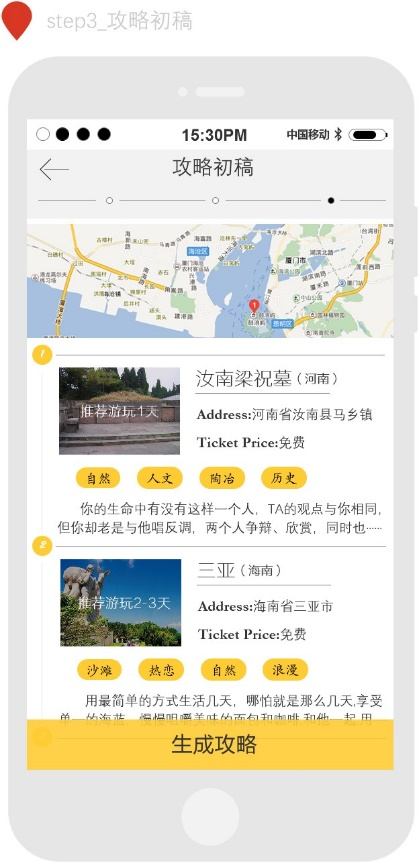 step3_攻略初稿
15:30PM
中国移动
攻略初稿
海沧区
厦门市
思明区
1
汝南梁祝墓（河南）
推荐游玩1天
Address:河南省汝南县马乡镇
Ticket Price:免费
自然 人文 陶冶 历史
你的生命中有没有这样一个人，TA的观点与你相同，
但你却老是与他唱反调，两个人争辩、欣赏，同时也······
2
三亚（海南）
推荐游玩2-3天
Address:海南省三亚市
Ticket Price:免费
沙滩 热恋 自然 浪漫
用最简单的方式生活几天，哪怕就是那么几天,享受
生成攻略